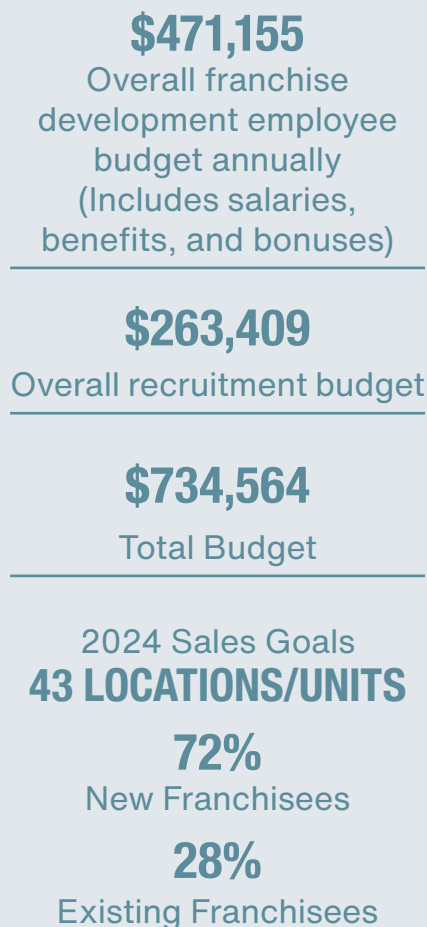 $471,155
Overall franchise
development employee
budget annually
(Includes salaries,
benefits, and bonuses)
$263,409
Overall recruitment budget
$734,564
Total Budget
2024 Sales Goals
43 LOCATIONS/UNITS
72%
New Franchisees
28%
Existing Franchisees